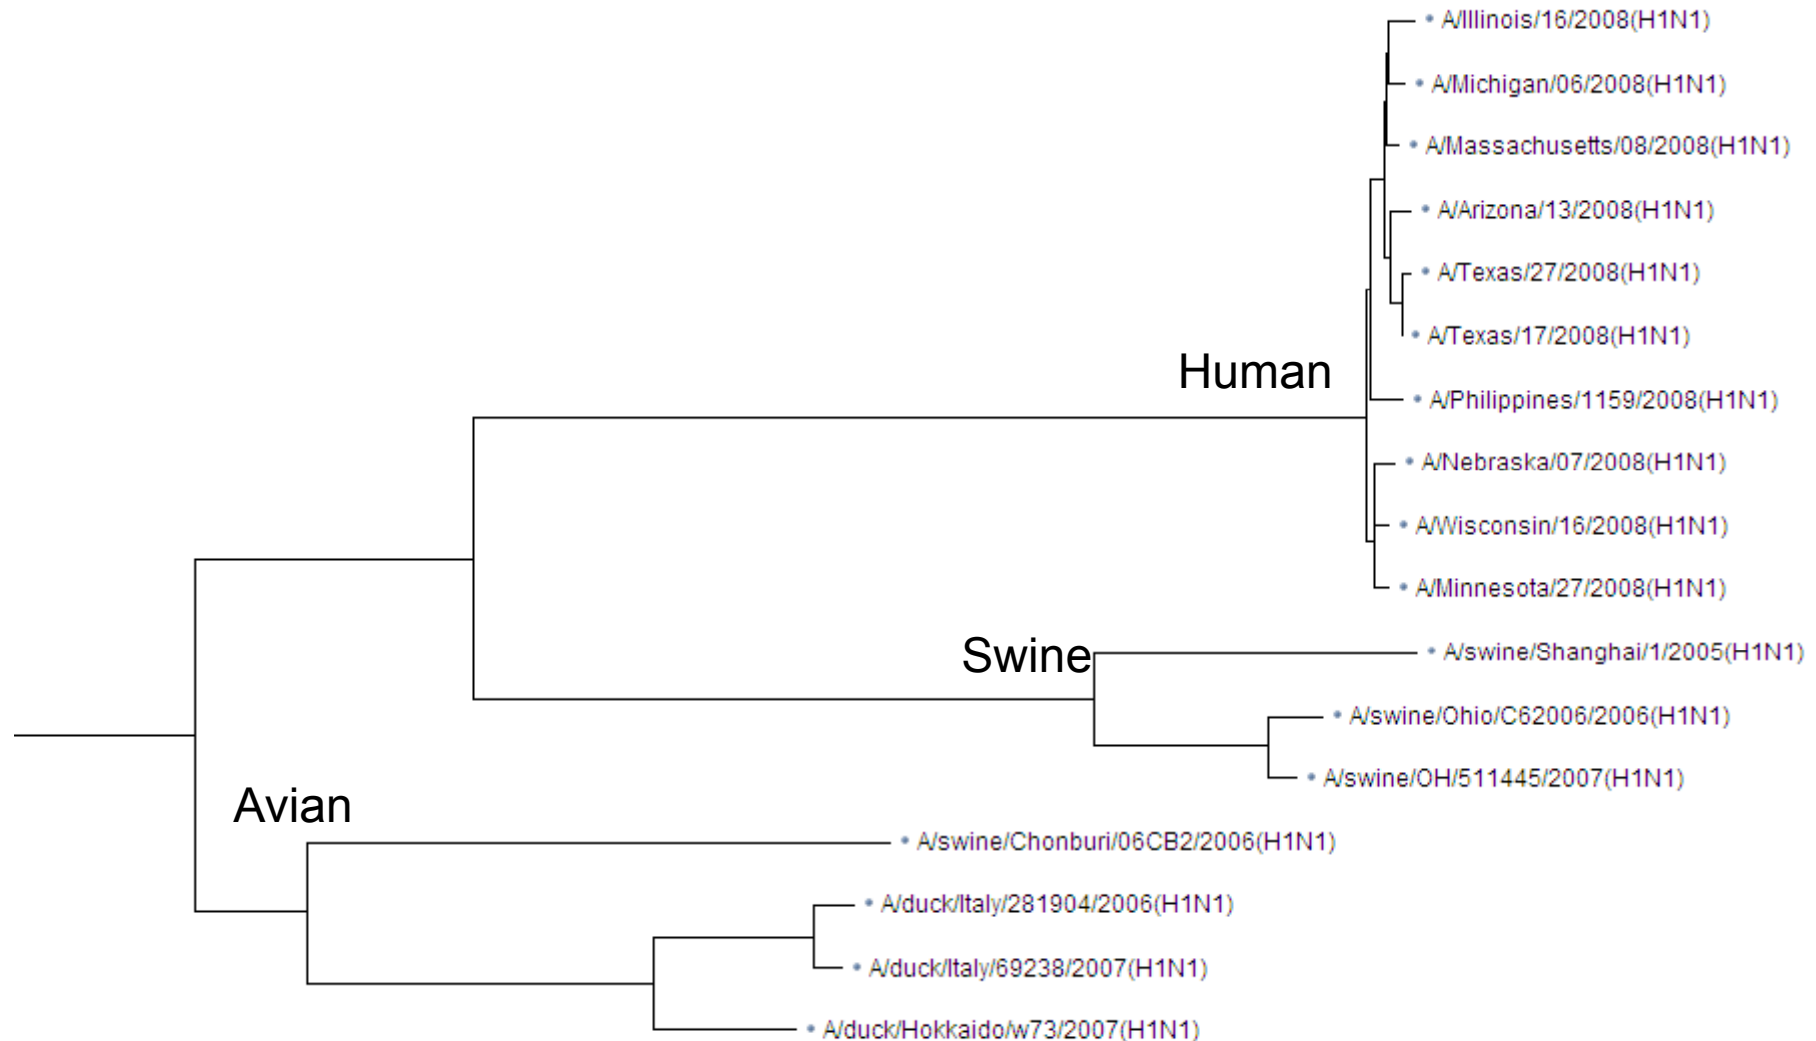 A/Illinois/16/2008(H1N1)
A/Michigan/06/2008(H1N1)
A/Massachusetts/08/2008(H1N1)
A/Arizona/13/2008(H1N1)
A/Texas/27/2008(H1N1)
A/Texas/17/2008(H1N1)
Human
A/Philippines/1159/2008(H1N1)
A/Nebraska/07/2008(H1N1)
A/Wisconsin/16/2008(H1N1)
A/Minnesota/27/2008(H1N1)
Swine
A/swine/Shanghai/1/2005(H1N1)
A/swine/Ohio/C62006/2006(H1N1)
A/swine/OH/511445/2007(H1N1)
Avian
A/swine/Chonburi/06CB2/2006(H1N1)
A/duck/Italy/281904/2006(H1N1)
A/duck/Italy/69238/2007(H1N1)
A/duck/Hokkaido/w73/2007(H1N1)